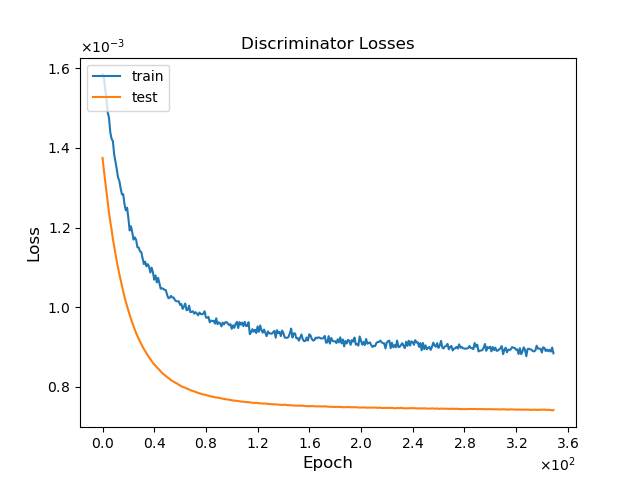 Discriminator Losses
×10⁻³
train
test
1.6
1.4
1.2
1.0
0.8
Loss
0.0 0.4 0.8 1.2 1.6 2.0 2.4 2.8 3.2 3.6
Epoch
×10²